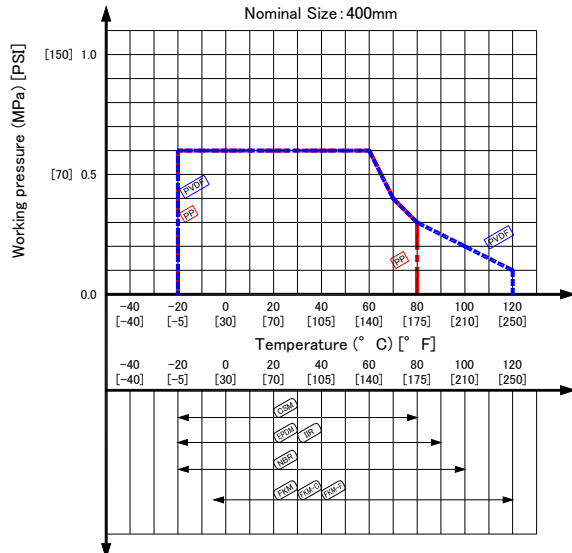 Nominal Size:400mm
Working pressure (MPa) [PSI]
[150] 1.0
[70] 0.5
0.0
PVDF
PP
PVDF
PP
-40 -20 0 20 40 60 80 100 120
[-40] [-5] [30] [70] [105] [140] [175] [210] [250]
Temperature(° C)[° F]
-40 -20 0 20 40 60 80 100 120
[-40] [-5] [30] [70] [105] [140] [175] [210] [250]
CSM
EPDM IIR
NBR
FKM FKM-C FKM-F